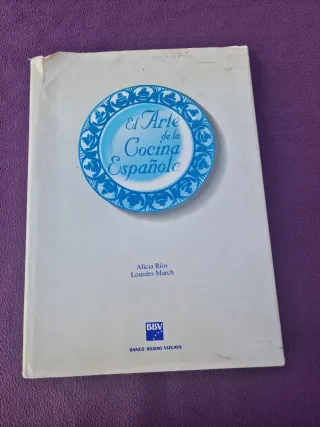 El Arte
de la
Cocina
Española
Alicia Ríos
Lourdes March
BBV
BANCO BILBAO VIZCAYA